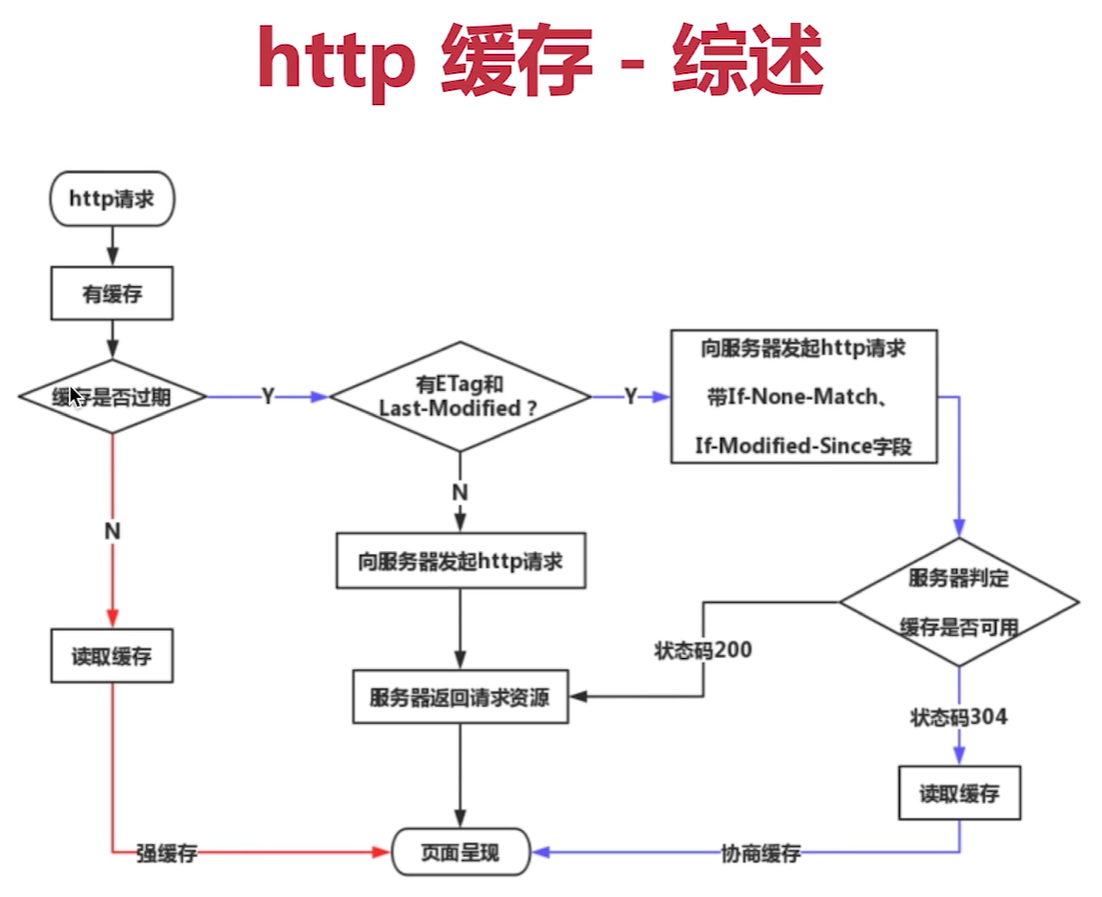 http 缓存 - 综述
http请求
有缓存
缓存是否过期
Y
有ETag和
Last-Modified？
Y
向服务器发起http请求
带If-None-Match、
If-Modified-Since字段
N
N
向服务器发起http请求
服务器判定
缓存是否可用
读取缓存
状态码200
服务器返回请求资源
状态码304
读取缓存
强缓存
页面呈现
协商缓存